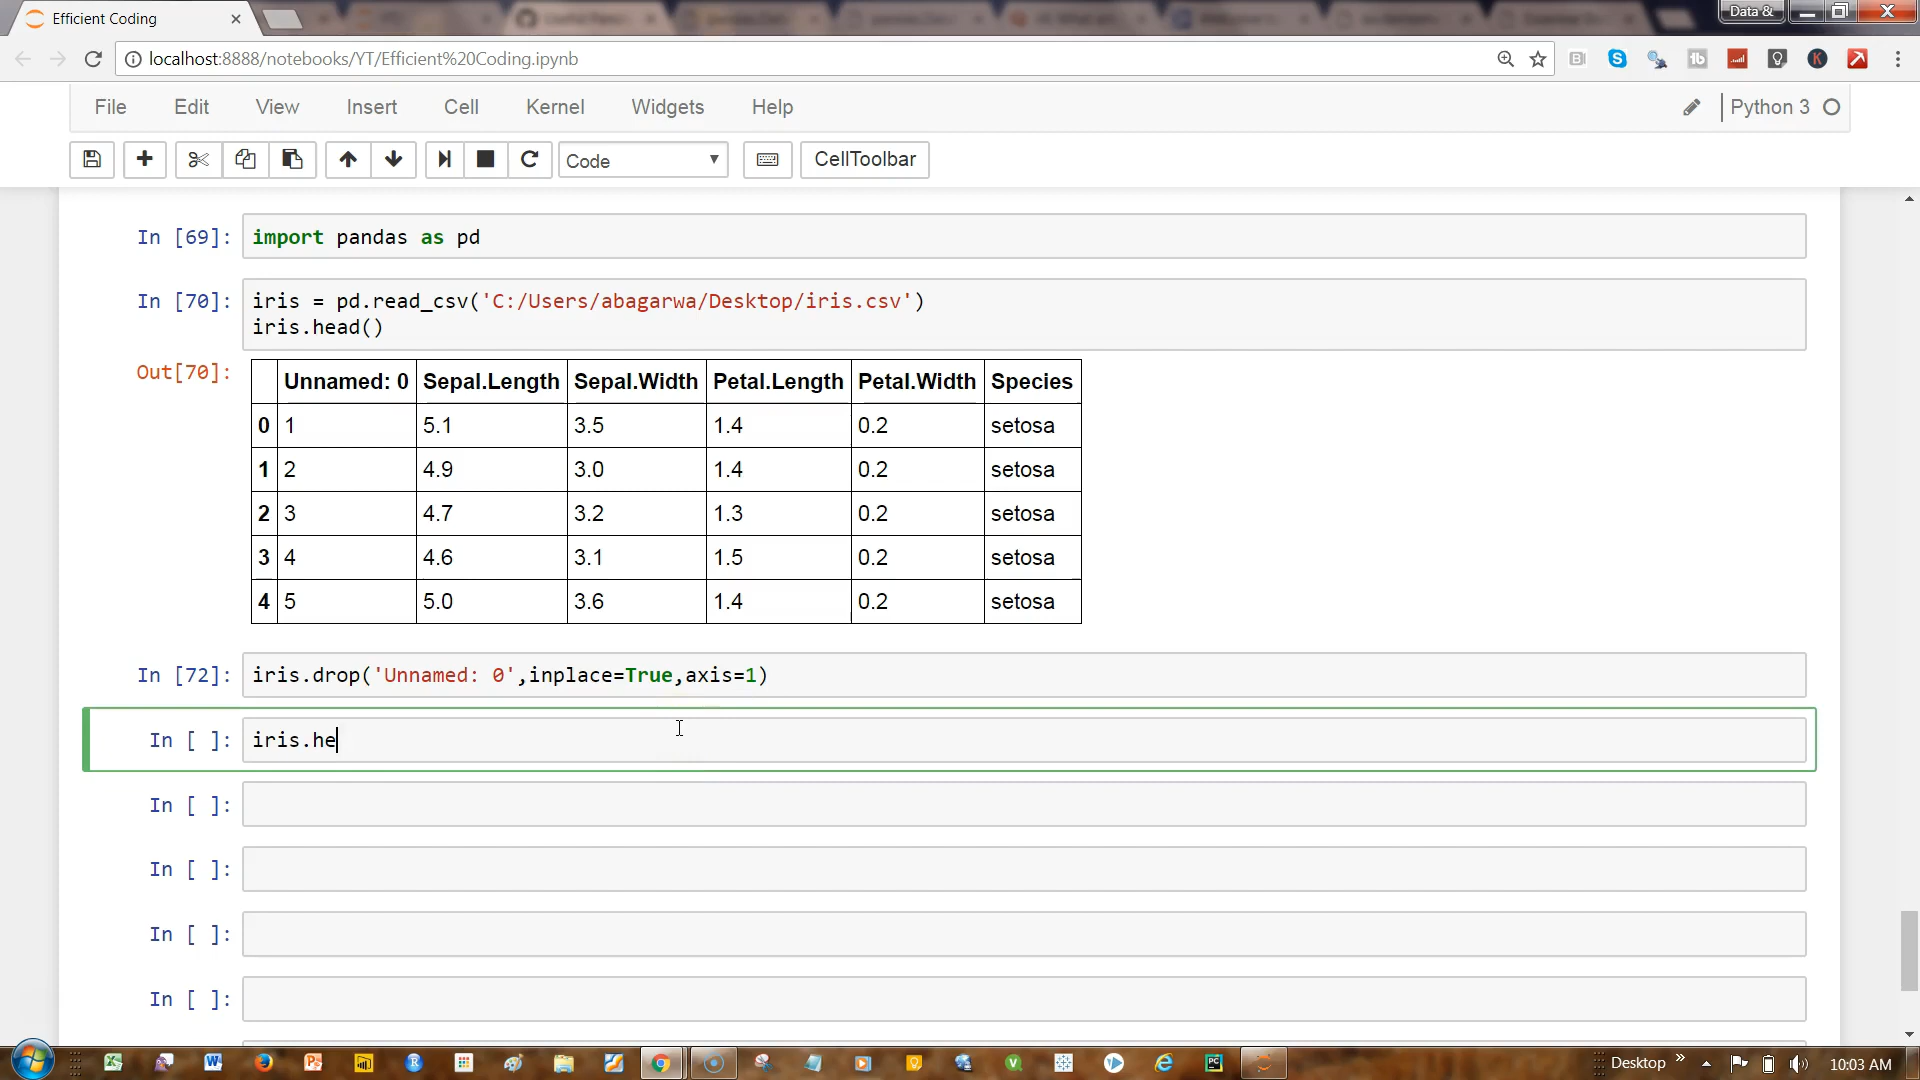 Efficient Coding
Data &
localhost:8888/notebooks/YT/Efficient%20Coding.ipynb
File Edit View Insert Cell Kernel Widgets Help
Python 3
Code
CellToolbar
In [69]: import pandas as pd
In [70]: iris = pd.read_csv('C:/Users/abagarwa/Desktop/iris.csv')
iris.head()
Out[70]:
Unnamed: 0 Sepal.Length Sepal.Width Petal.Length Petal.Width Species
0 1 5.1 3.5 1.4 0.2 setosa
1 2 4.9 3.0 1.4 0.2 setosa
2 3 4.7 3.2 1.3 0.2 setosa
3 4 4.6 3.1 1.5 0.2 setosa
4 5 5.0 3.6 1.4 0.2 setosa
In [72]: iris.drop('Unnamed: 0',inplace=True,axis=1)
In [ ]: iris.he
In [ ]:
In [ ]:
In [ ]:
In [ ]:
Desktop
10:03 AM